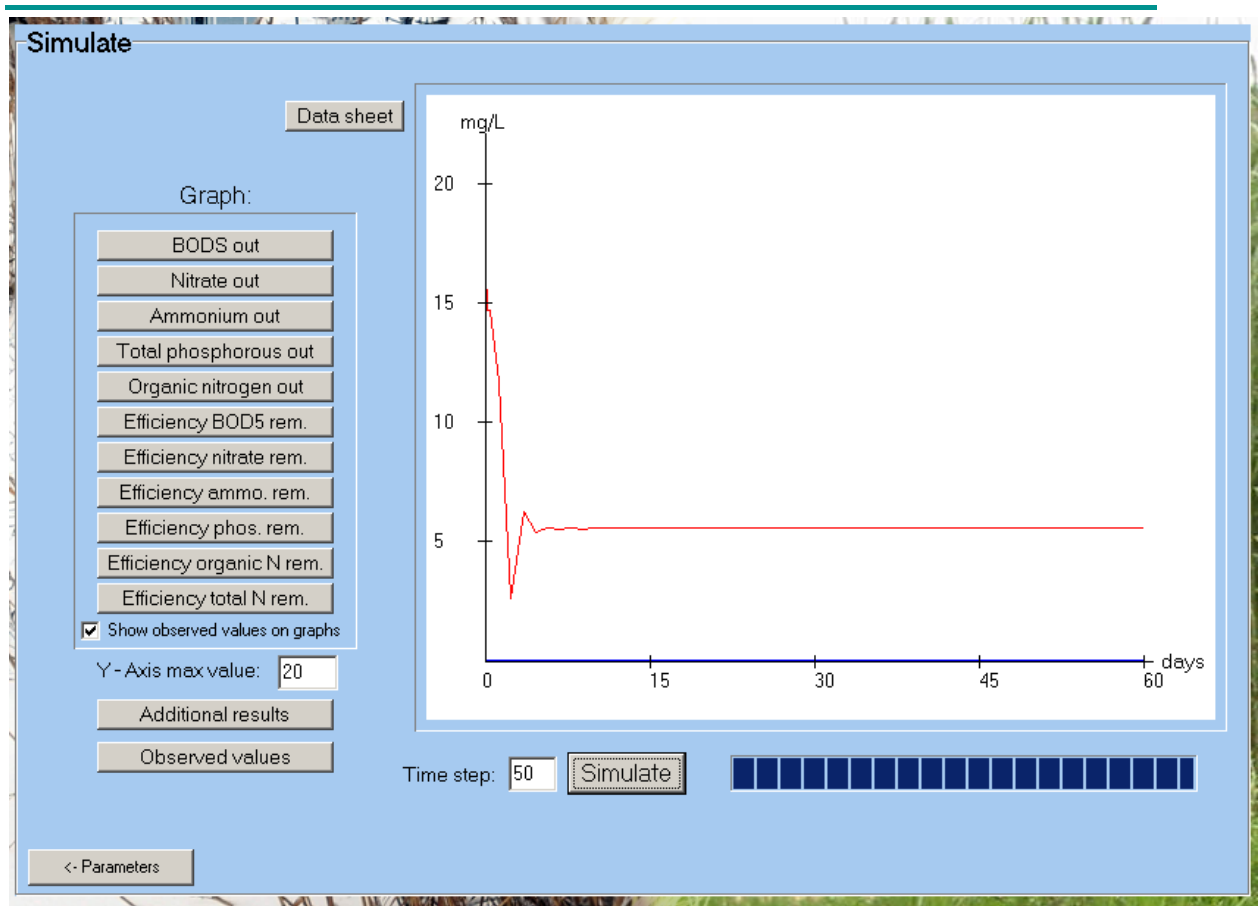 Simulate
Data sheet
Graph:
BODS out
Nitrate out
Ammonium out
Total phosphorous out
Organic nitrogen out
Efficiency BOD5 rem.
Efficiency nitrate rem.
Efficiency ammo. rem.
Efficiency phos. rem.
Efficiency organic N rem.
Efficiency total N rem.
Show observed values on graphs
Y - Axis max value: 20
Additional results
Observed values
mg/L
20
15
10
5
days
0 15 30 45 60
Time step: 50 Simulate
<- Parameters